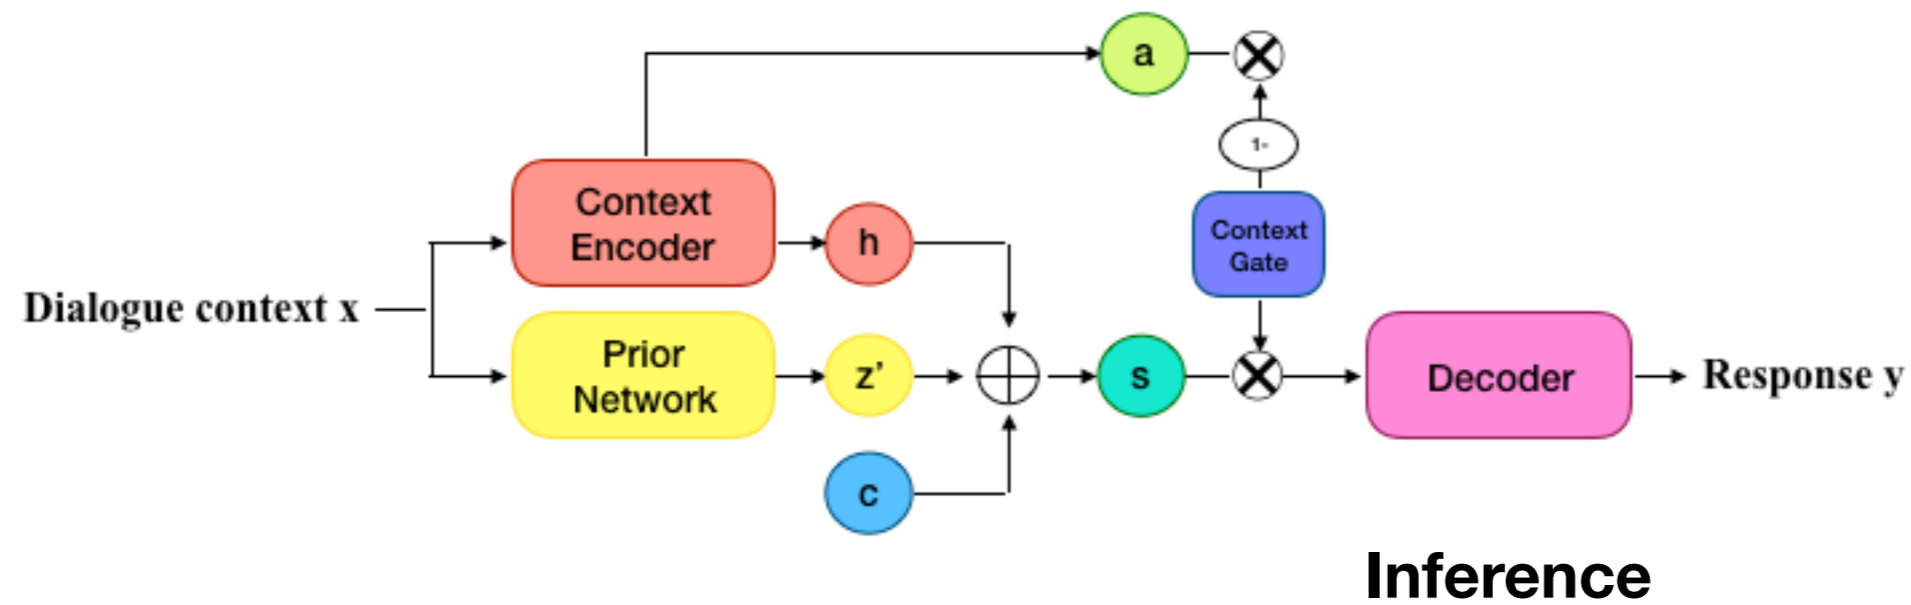 a
1-
Context
Encoder
h
Context
Gate
Dialogue context x
Prior
Network
z’
s
Decoder
Response y
c
Inference